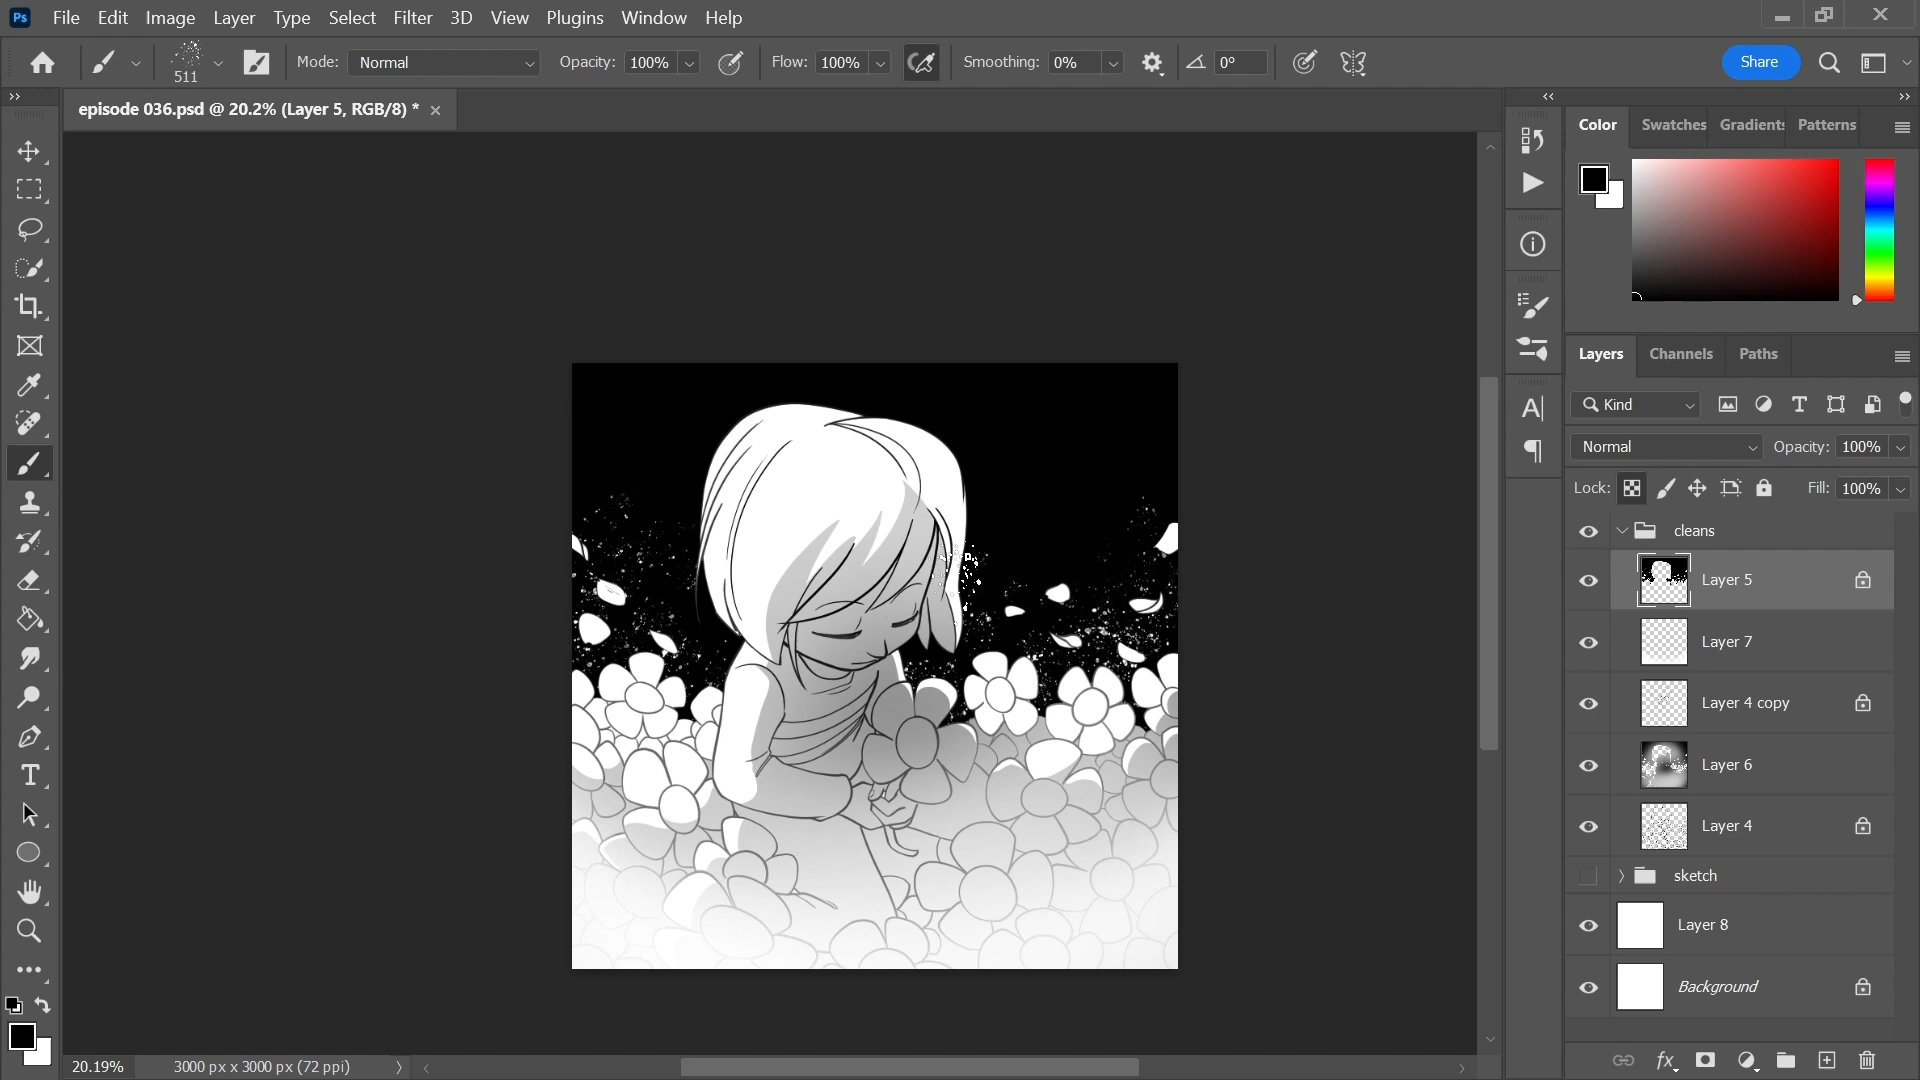 Ps File Edit Image Layer Type Select Filter 3D View Plugins Window Help
511 Mode: Normal Opacity: 100% Flow: 100% Smoothing: 0% 0° Share
episode 036.psd @ 20.2% (Layer 5, RGB/8) *
Color Swatches Gradients Patterns
Layers Channels Paths
Kind
Normal Opacity: 100%
Lock: Fill: 100%
cleans
Layer 5
Layer 7
Layer 4 copy
Layer 6
Layer 4
sketch
Layer 8
Background
fx
20.19% 3000 px x 3000 px (72 ppi)